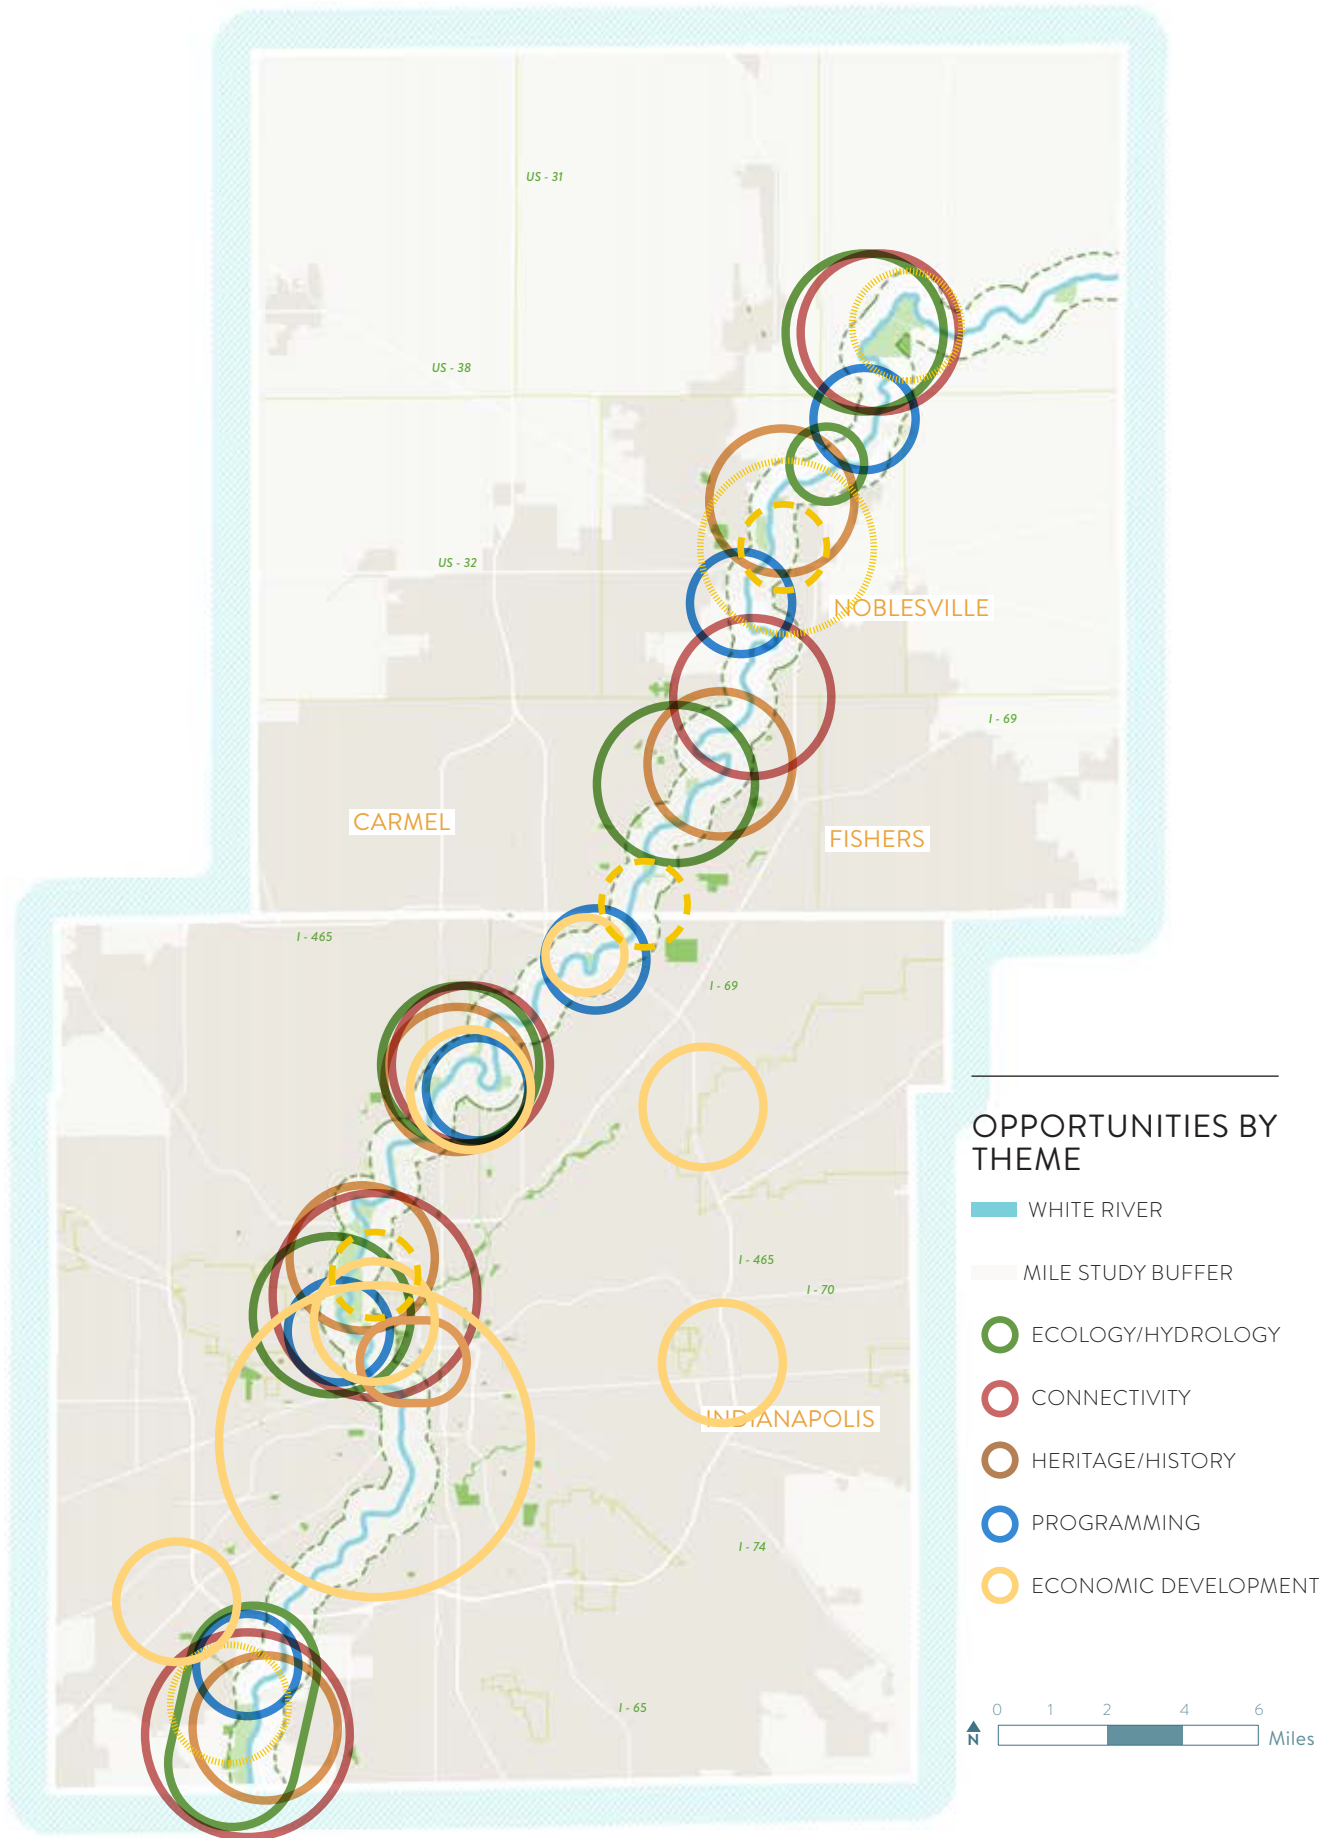 US - 31
US - 38
US - 32
NOBLESVILLE
I - 69
CARMEL
FISHERS
I - 465
I - 69
I - 465
I - 70
INDIANAPOLIS
I - 74
I - 65
OPPORTUNITIES BY
THEME
WHITE RIVER
MILE STUDY BUFFER
ECOLOGY/HYDROLOGY
CONNECTIVITY
HERITAGE/HISTORY
PROGRAMMING
ECONOMIC DEVELOPMENT
0 1 2 4 6
N
Miles